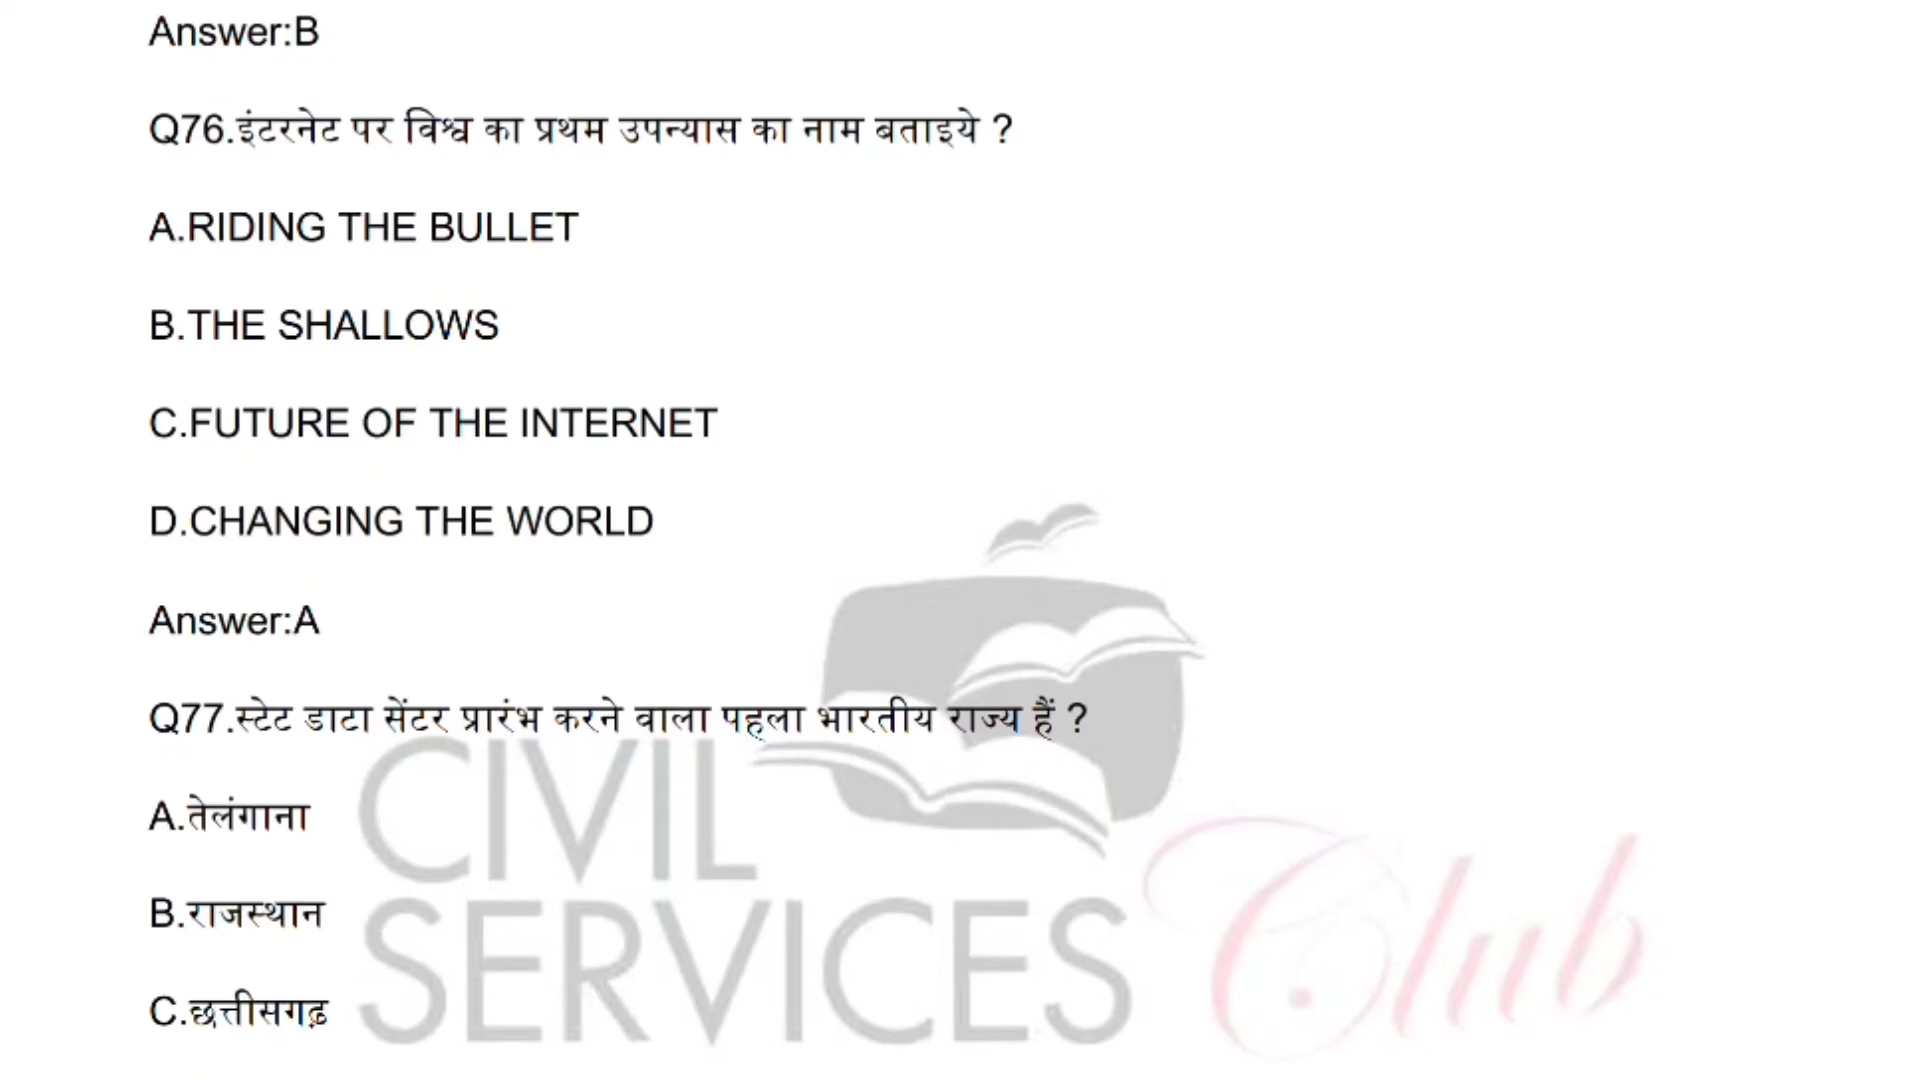 Answer:B
Q76.इंटरनेट पर विश्व का प्रथम उपन्यास का नाम बताइये ?
A.RIDING THE BULLET
B.THE SHALLOWS
C.FUTURE OF THE INTERNET
D.CHANGING THE WORLD
Answer:A
Q77.स्टेट डाटा सेंटर प्रारंभ करने वाला पहला भारतीय राज्य हैं ?
A.तेलंगाना
B.राजस्थान
C.छत्तीसगढ़
CIVIL
SERVICES Club